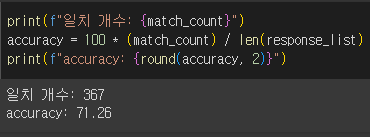 print(f"일치 개수: {match_count}")
accuracy = 100 * (match_count) / len(response_list)
print(f"accuracy: {round(accuracy, 2)}")
일치 개수: 367
accuracy: 71.26